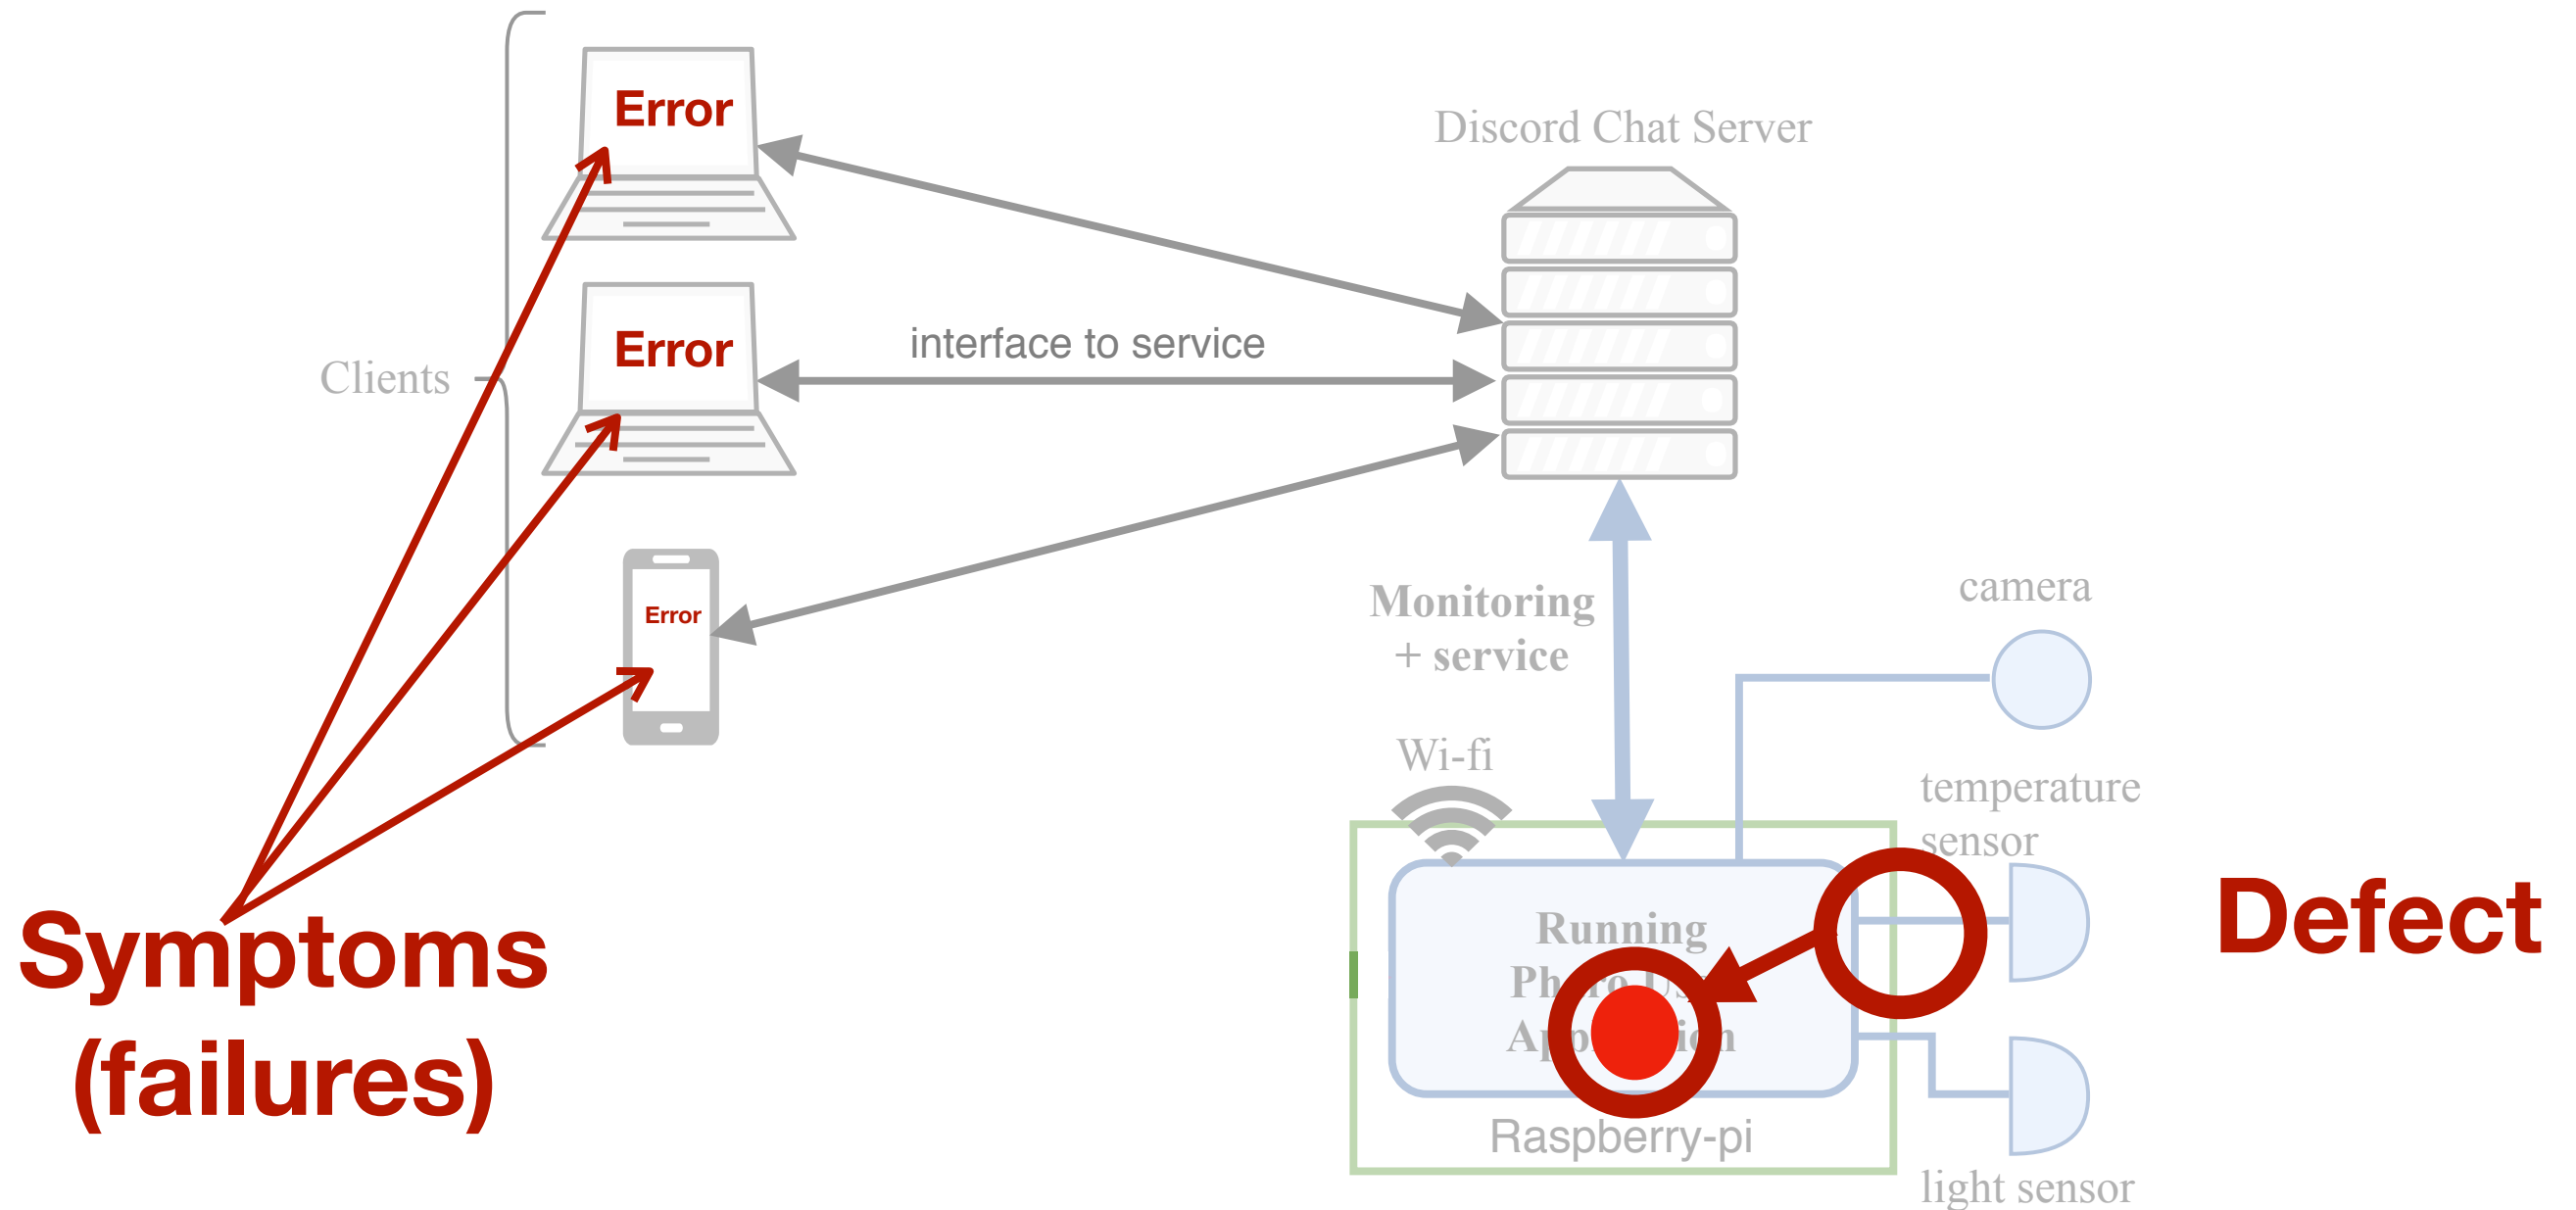 Error
Discord Chat Server
Error
interface to service
Clients
Error
Monitoring
+ service
camera
Wi-fi
temperature
sensor
Defect
Symptoms
(failures)
Running
Raspberry-pi
light sensor